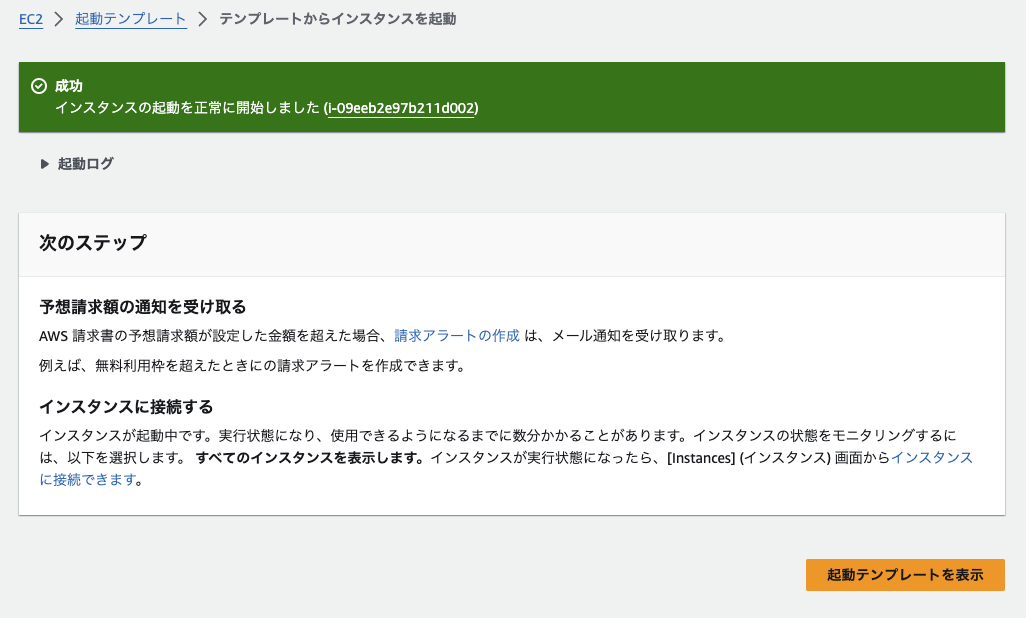 EC2 > 起動テンプレート > テンプレートからインスタンスを起動
成功
インスタンスの起動を正常に開始しました (i-09eeb2e97b211d002)
起動ログ
次のステップ
予想請求額の通知を受け取る
AWS 請求書の予想請求額が設定した金額を超えた場合、請求アラートの作成 は、メール通知を受け取ります。
例えば、無料利用枠を超えたときにの請求アラートを作成できます。
インスタンスに接続する
インスタンスが起動中です。実行状態になり、使用できるようになるまでに数分かかることがあります。インスタンスの状態をモニタリングするに
は、以下を選択します。 すべてのインスタンスを表示します。インスタンスが実行状態になったら、[Instances] (インスタンス) 画面からインスタンス
に接続できます。
起動テンプレートを表示